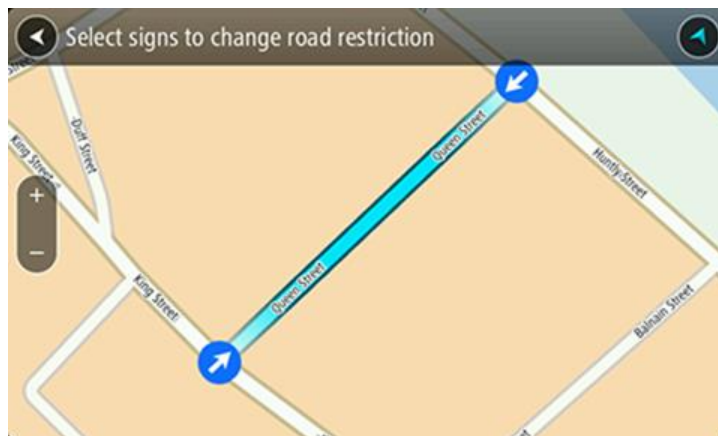 Select signs to change road restriction
Street
Duff Street
King Street
Queen Street
Huntly Street
Queen Street
King Street
Balnain Street
+
−